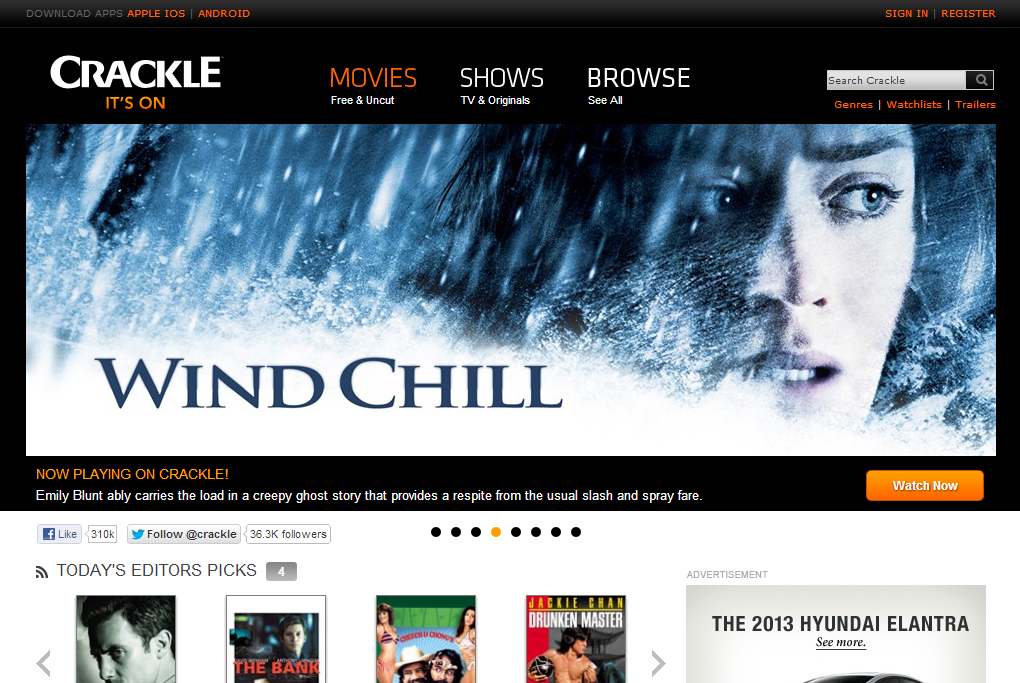 DOWNLOAD APPS APPLE IOS | ANDROID
SIGN IN | REGISTER
CRACKLE
IT'S ON
MOVIES
Free & Uncut
SHOWS
TV & Originals
BROWSE
See All
Search Crackle
Genres | Watchlists | Trailers
WIND CHILL
NOW PLAYING ON CRACKLE!
Emily Blunt ably carries the load in a creepy ghost story that provides a respite from the usual slash and spray fare.
Watch Now
Like 310k
Follow @crackle 36.3K followers
TODAY'S EDITORS PICKS 4
THE BANK
CHEECH & CHONG'S
JACKIE CHAN
DRUNKEN MASTER
ADVERTISEMENT
THE 2013 HYUNDAI ELANTRA
See more.